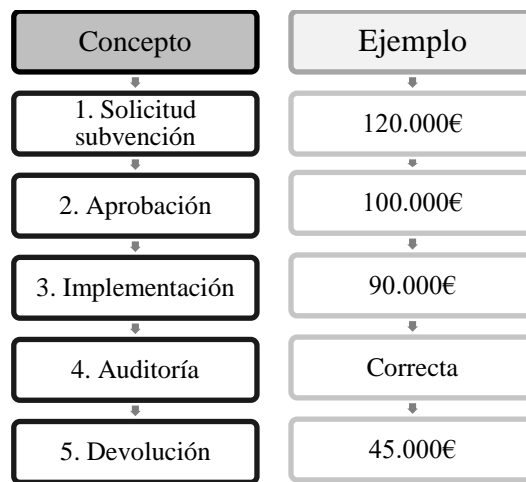 Concepto
Ejemplo
1. Solicitud
subvención
120.000€
2. Aprobación
100.000€
3. Implementación
90.000€
4. Auditoría
Correcta
5. Devolución
45.000€